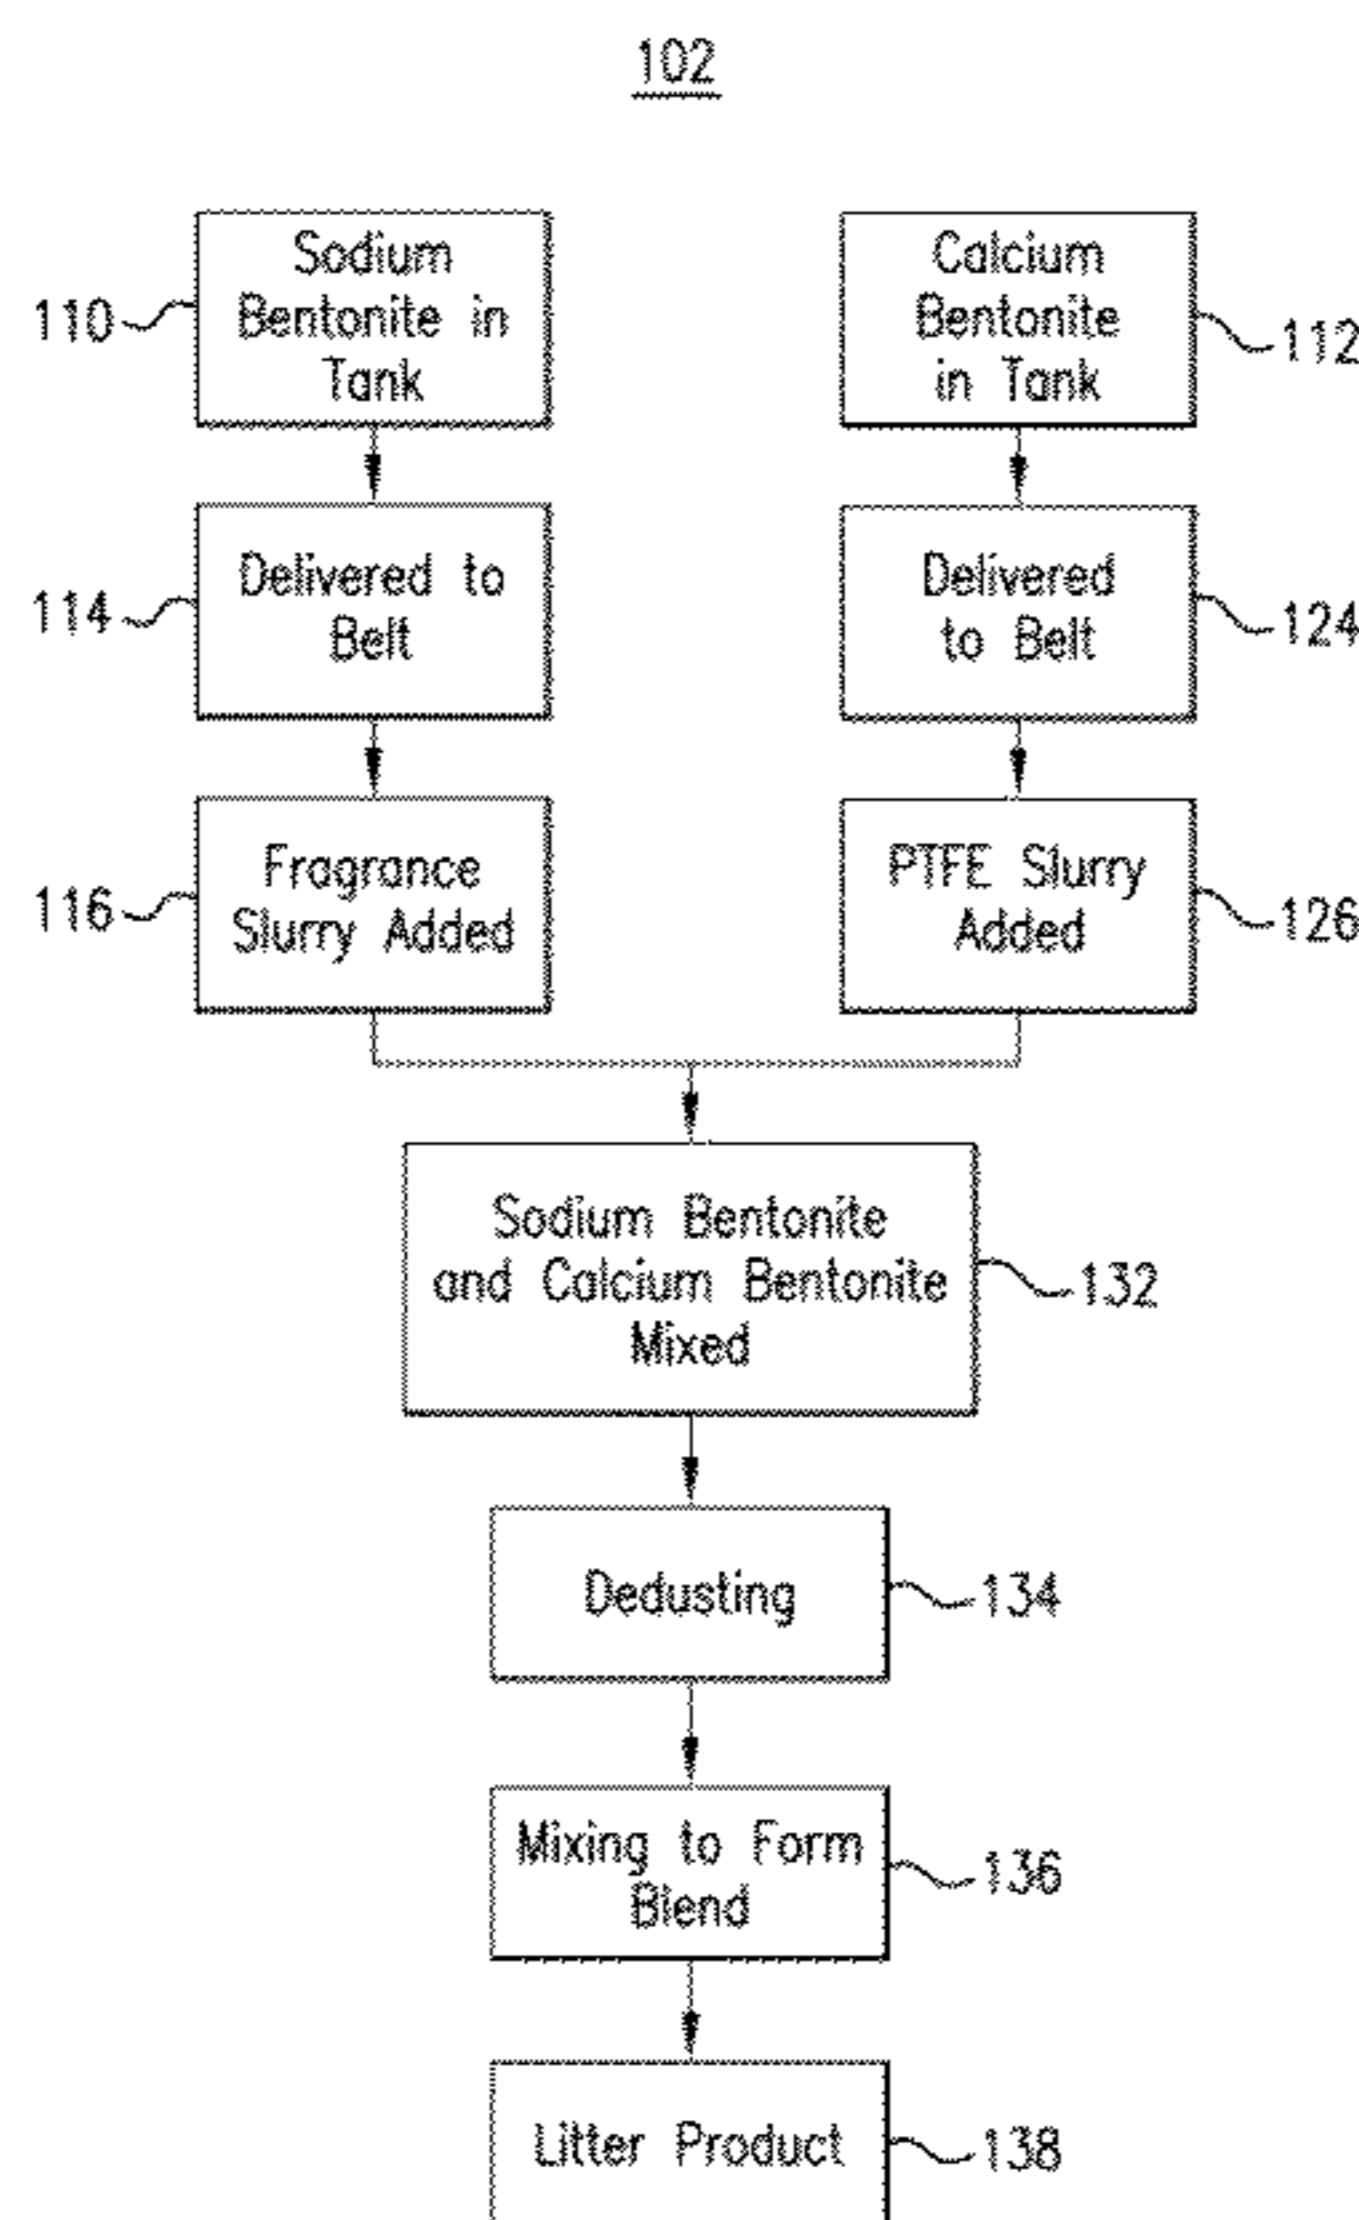 102
Sodium
Bentonite in
Tank
110
Calcium
Bentonite
in Tank
112
Delivered to
Belt
114
Delivered
to Belt
124
Fragrance
Slurry Added
116
PTFE Slurry
Added
126
Sodium Bentonite
and Calcium Bentonite
Mixed
132
Dedusting
134
Mixing to Form
Blend
136
Litter Product
138